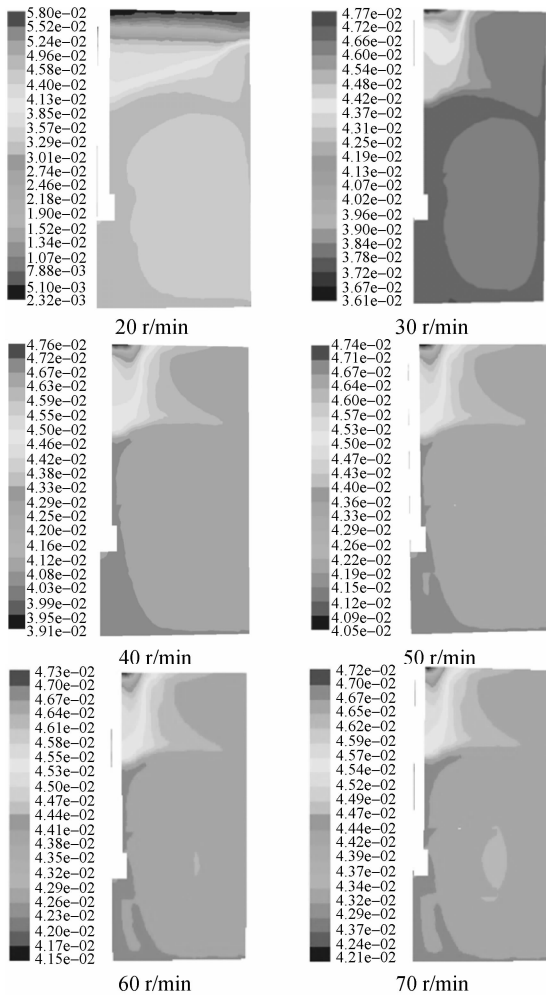 5.80e−02
5.52e−02
5.24e−02
4.96e−02
4.58e−02
4.40e−02
4.13e−02
3.85e−02
3.57e−02
3.29e−02
3.01e−02
2.74e−02
2.46e−02
2.18e−02
1.90e−02
1.52e−02
1.34e−02
1.07e−02
7.88e−03
5.10e−03
2.32e−03
20 r/min
4.77e−02
4.72e−02
4.66e−02
4.60e−02
4.54e−02
4.48e−02
4.42e−02
4.37e−02
4.31e−02
4.25e−02
4.19e−02
4.13e−02
4.07e−02
4.02e−02
3.96e−02
3.90e−02
3.84e−02
3.78e−02
3.72e−02
3.67e−02
3.61e−02
30 r/min
4.76e−02
4.72e−02
4.67e−02
4.63e−02
4.59e−02
4.55e−02
4.50e−02
4.46e−02
4.42e−02
4.38e−02
4.33e−02
4.29e−02
4.25e−02
4.20e−02
4.16e−02
4.12e−02
4.08e−02
4.03e−02
3.99e−02
3.95e−02
3.91e−02
40 r/min
4.74e−02
4.71e−02
4.67e−02
4.64e−02
4.60e−02
4.57e−02
4.53e−02
4.50e−02
4.47e−02
4.43e−02
4.40e−02
4.36e−02
4.33e−02
4.29e−02
4.26e−02
4.22e−02
4.19e−02
4.15e−02
4.12e−02
4.09e−02
4.05e−02
50 r/min
4.73e−02
4.70e−02
4.67e−02
4.64e−02
4.61e−02
4.58e−02
4.55e−02
4.53e−02
4.50e−02
4.47e−02
4.44e−02
4.41e−02
4.38e−02
4.35e−02
4.32e−02
4.29e−02
4.26e−02
4.23e−02
4.20e−02
4.17e−02
4.15e−02
60 r/min
4.72e−02
4.70e−02
4.67e−02
4.65e−02
4.62e−02
4.59e−02
4.57e−02
4.54e−02
4.52e−02
4.49e−02
4.47e−02
4.44e−02
4.42e−02
4.39e−02
4.37e−02
4.34e−02
4.32e−02
4.29e−02
4.37e−02
4.24e−02
4.21e−02
70 r/min